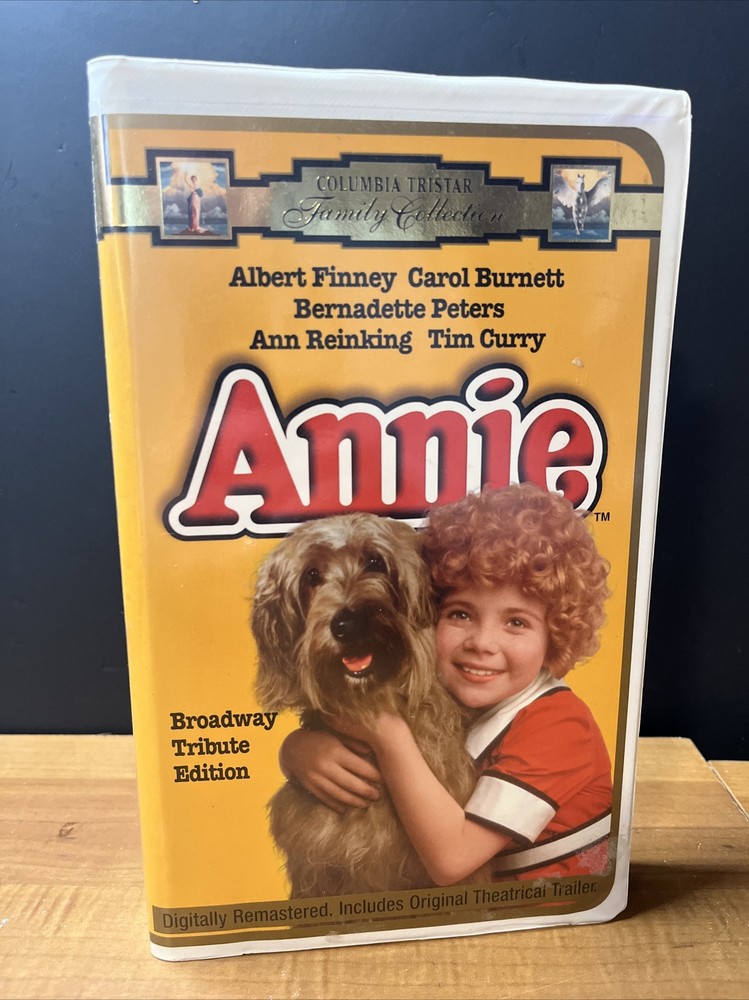 COLUMBIA TRISTAR
Family Collection
Albert Finney Carol Burnett
Bernadette Peters
Ann Reinking Tim Curry
Annie
TM
Broadway
Tribute
Edition
Digitally Remastered. Includes Original Theatrical Trailer.